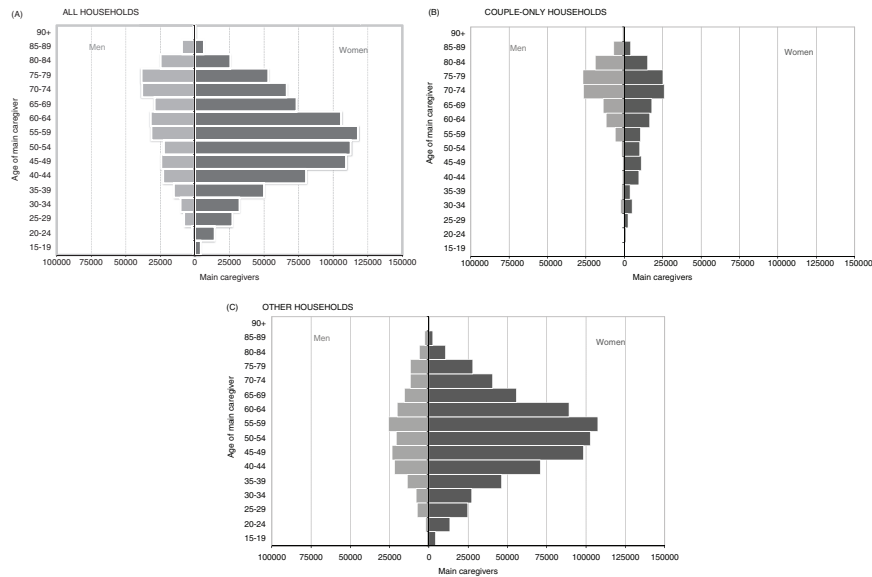 (A) ALL HOUSEHOLDS
Men
Women
Age of main caregiver
90+
85-89
80-84
75-79
70-74
65-69
60-64
55-59
50-54
45-49
40-44
35-39
30-34
25-29
20-24
15-19
100000 75000 50000 25000 0 25000 50000 75000 100000 125000 150000
Main caregivers
(B) COUPLE-ONLY HOUSEHOLDS
Men
Women
Age of main caregiver
90+
85-89
80-84
75-79
70-74
65-69
60-64
55-59
50-54
45-49
40-44
35-39
30-34
25-29
20-24
15-19
100000 75000 50000 25000 0 25000 50000 75000 100000 125000 150000
Main caregivers
(C) OTHER HOUSEHOLDS
Men
Women
Age of main caregiver
90+
85-89
80-84
75-79
70-74
65-69
60-64
55-59
50-54
45-49
40-44
35-39
30-34
25-29
20-24
15-19
100000 75000 50000 25000 0 25000 50000 75000 100000 125000 150000
Main caregivers